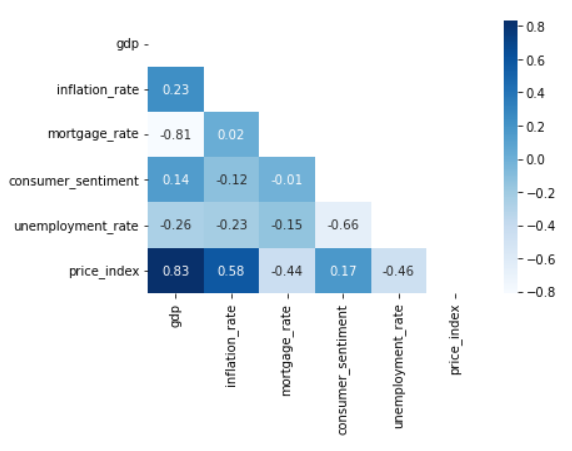 gdp
inflation_rate 0.23
mortgage_rate -0.81 0.02
consumer_sentiment 0.14 -0.12 -0.01
unemployment_rate -0.26 -0.23 -0.15 -0.66
price_index 0.83 0.58 -0.44 0.17 -0.46
gdp
inflation_rate
mortgage_rate
consumer_sentiment
unemployment_rate
price_index
0.8
0.6
0.4
0.2
0.0
-0.2
-0.4
-0.6
-0.8